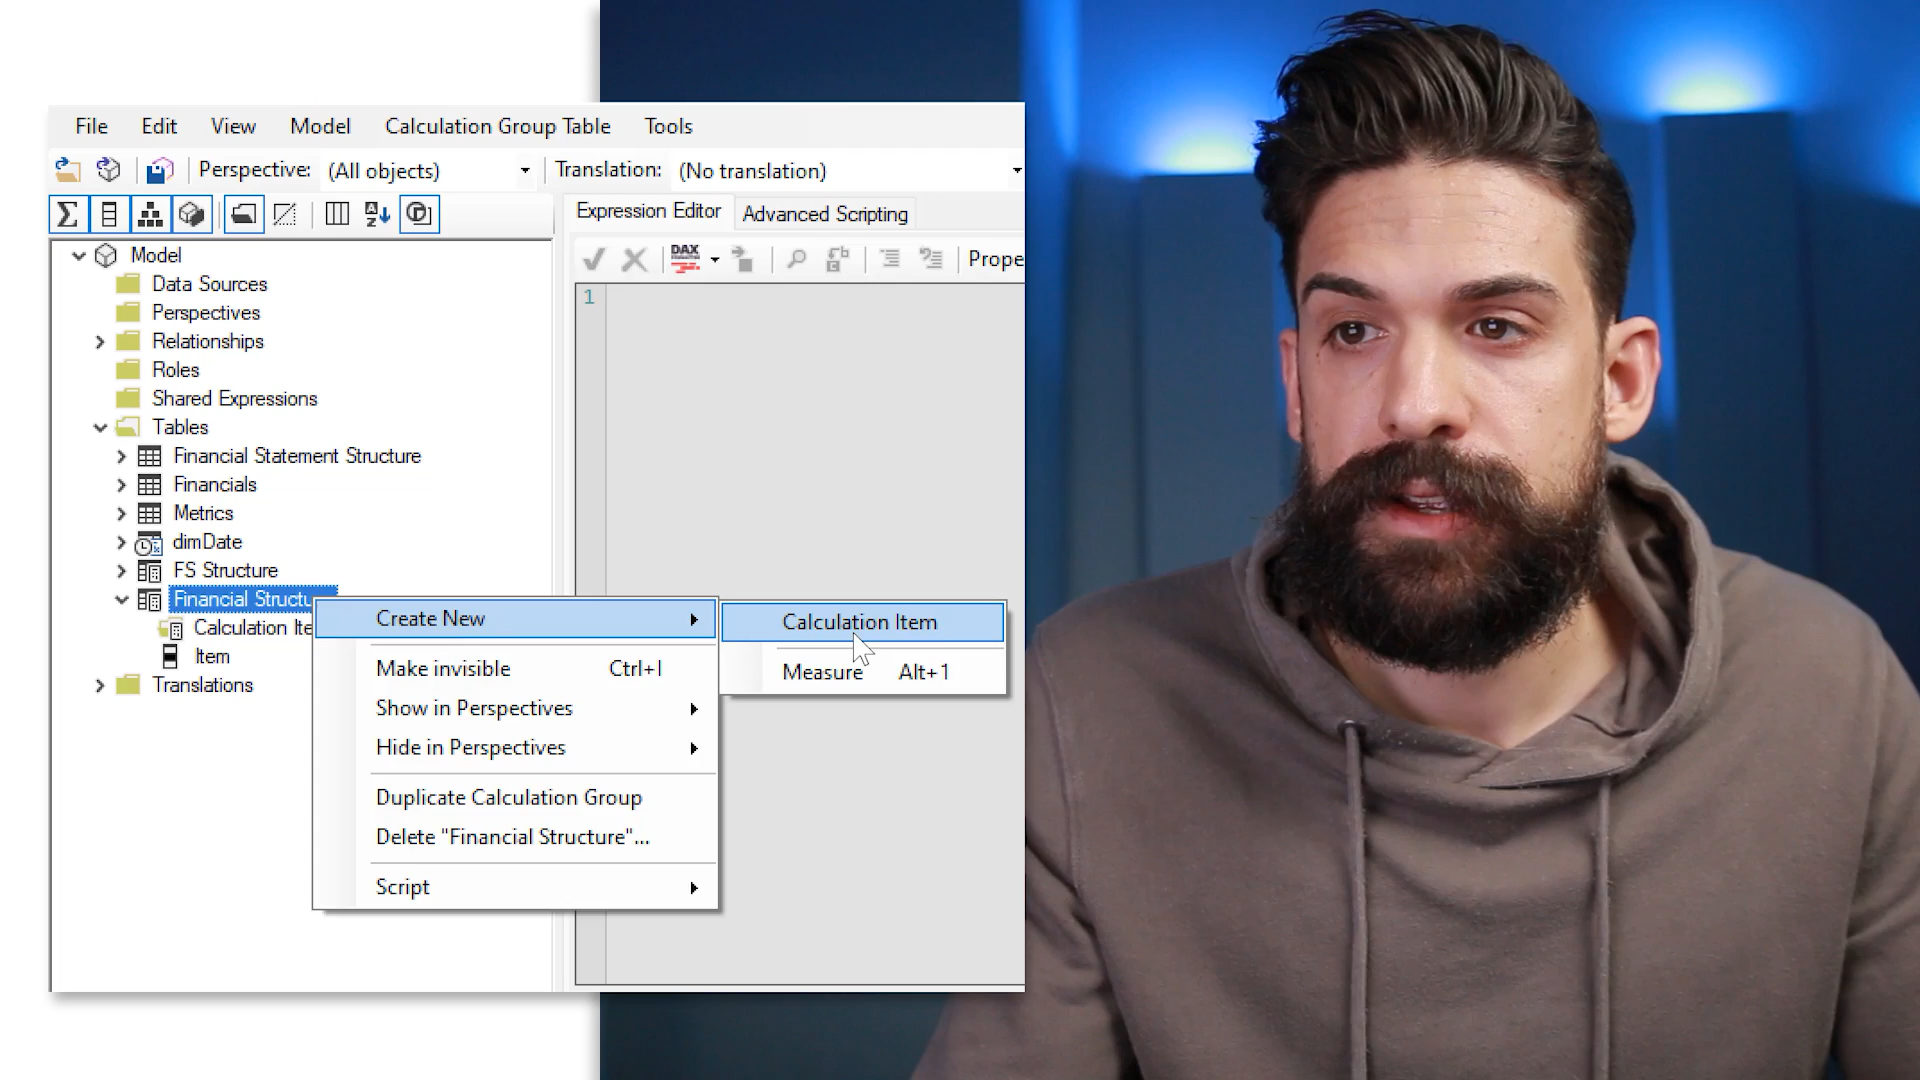 File Edit View Model Calculation Group Table Tools
Perspective: (All objects) Translation: (No translation)
Expression Editor Advanced Scripting
DAX
Prope
1
Model
Data Sources
Perspectives
Relationships
Roles
Shared Expressions
Tables
Financial Statement Structure
Financials
Metrics
dimDate
FS Structure
Financial Structu
Calculation Ite
Item
Translations
Create New
Make invisible Ctrl+I
Show in Perspectives
Hide in Perspectives
Duplicate Calculation Group
Delete "Financial Structure"...
Script
Calculation Item
Measure Alt+1